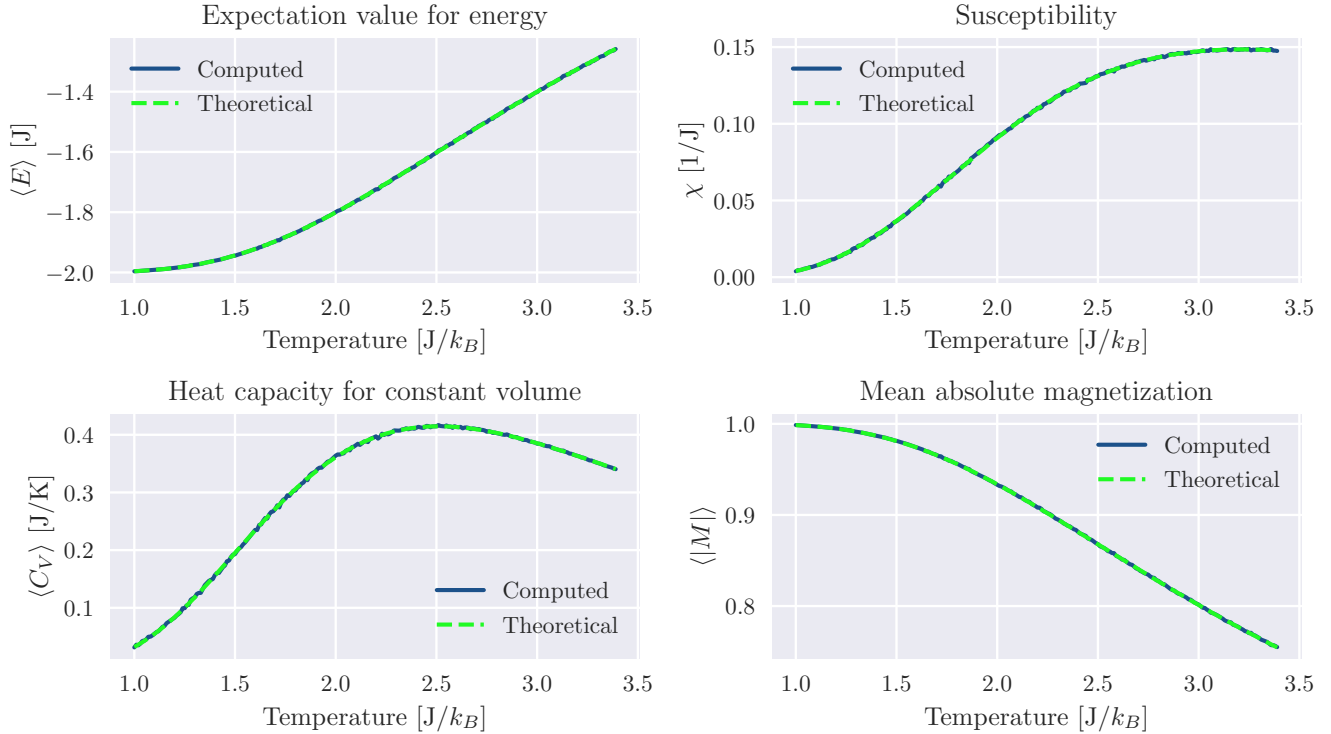 Expectation value for energy
⟨E⟩ [J]
−1.4
−1.6
−1.8
−2.0
Computed
Theoretical
1.0 1.5 2.0 2.5 3.0 3.5
Temperature [J/k_B]
Susceptibility
χ [1/J]
0.15
0.10
0.05
0.00
Computed
Theoretical
1.0 1.5 2.0 2.5 3.0 3.5
Temperature [J/k_B]
Heat capacity for constant volume
⟨C_V⟩ [J/K]
0.4
0.3
0.2
0.1
Computed
Theoretical
1.0 1.5 2.0 2.5 3.0 3.5
Temperature [J/k_B]
Mean absolute magnetization
⟨|M|⟩
1.0
0.9
0.8
Computed
Theoretical
1.0 1.5 2.0 2.5 3.0 3.5
Temperature [J/k_B]